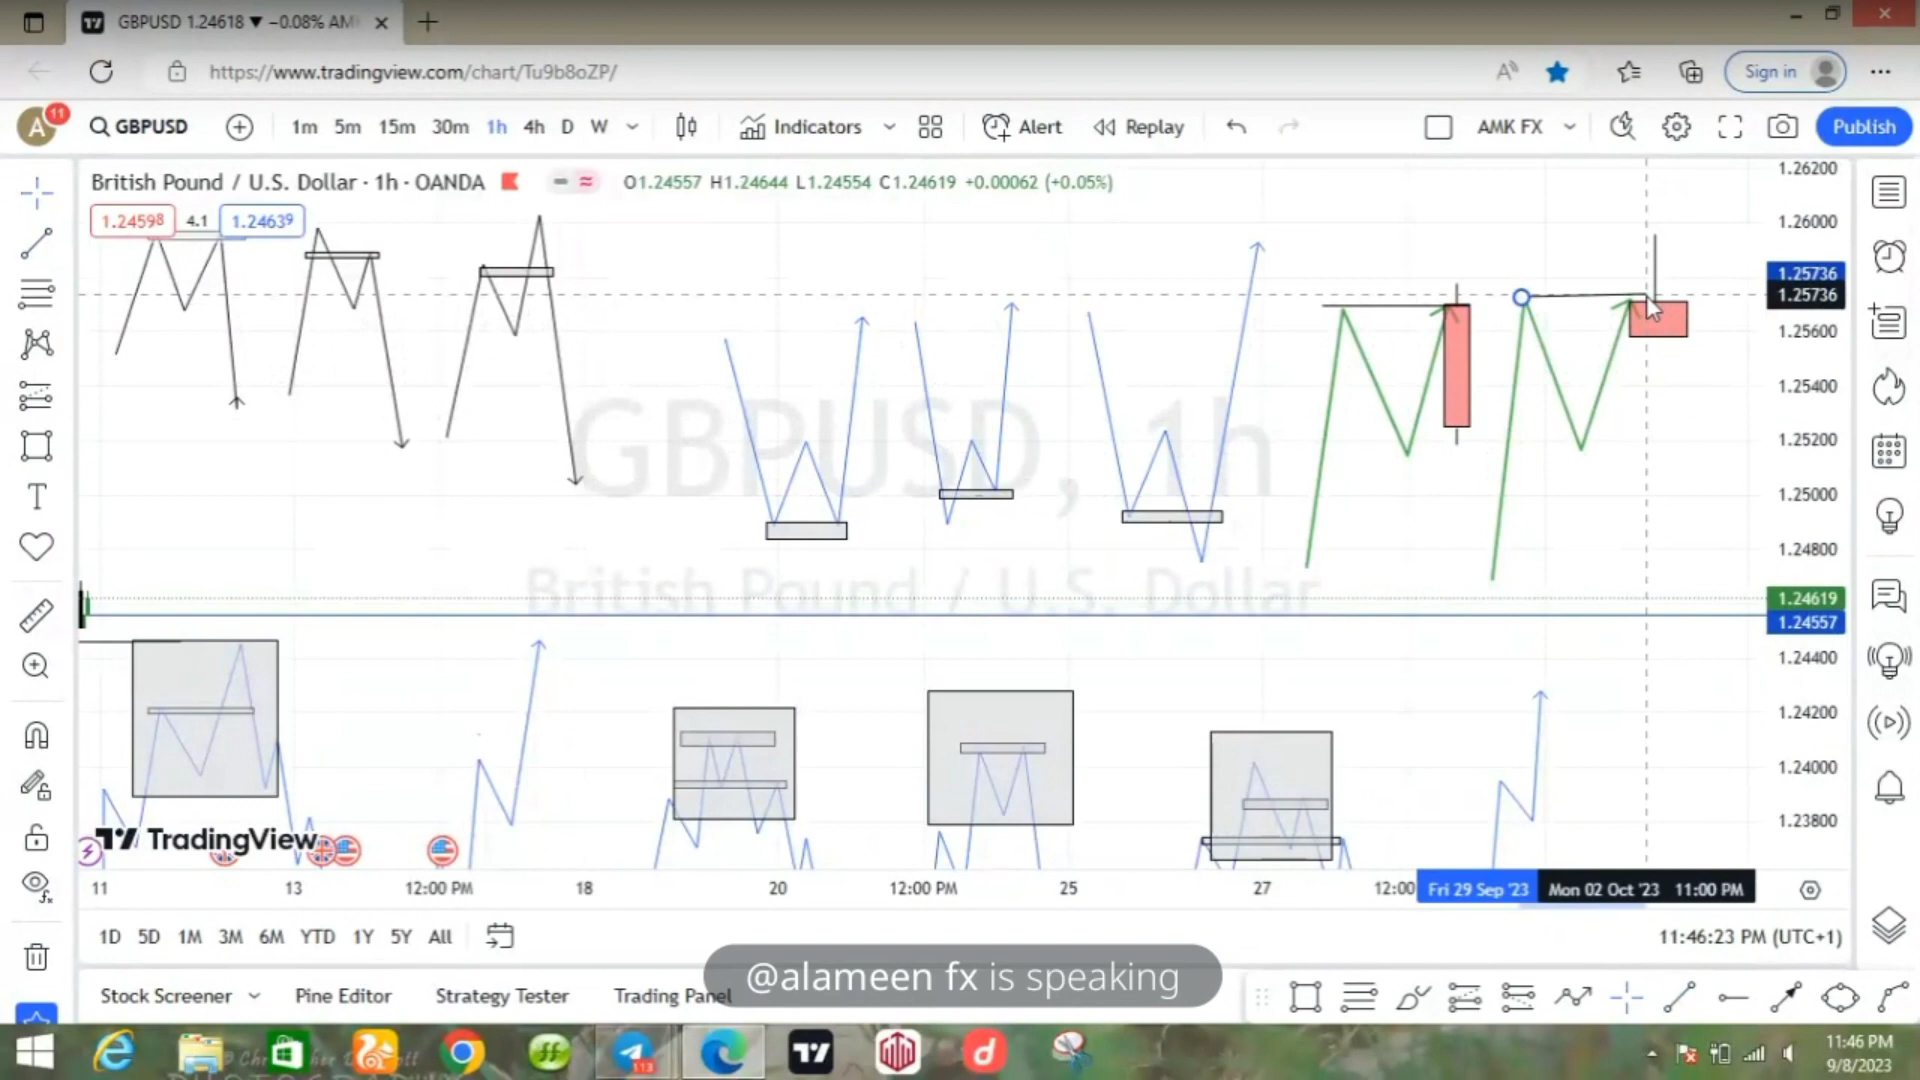 GBPUSD 1.24618 ▼ −0.08% AM
https://www.tradingview.com/chart/Tu9b8oZP/
Sign in
A 11
GBPUSD
1m 5m 15m 30m 1h 4h D W
Indicators
Alert
Replay
AMK FX
Publish
British Pound / U.S. Dollar · 1h · OANDA
O1.24557 H1.24644 L1.24554 C1.24619 +0.00062 (+0.05%)
1.24598 4.1 1.24639
GBPUSD, 1h
British Pound / U.S. Dollar
1.26200
1.26000
1.25736
1.25736
1.25600
1.25400
1.25200
1.25000
1.24800
1.24619
1.24557
1.24400
1.24200
1.24000
1.23800
TradingView
11 13 12:00 PM 18 20 12:00 PM 25 27 12:00 Fri 29 Sep '23 Mon 02 Oct '23 11:00 PM
1D 5D 1M 3M 6M YTD 1Y 5Y All
11:46:23 PM (UTC+1)
@alameen fx is speaking
Stock Screener Pine Editor Strategy Tester Trading Panel
113
11:46 PM
9/8/2023